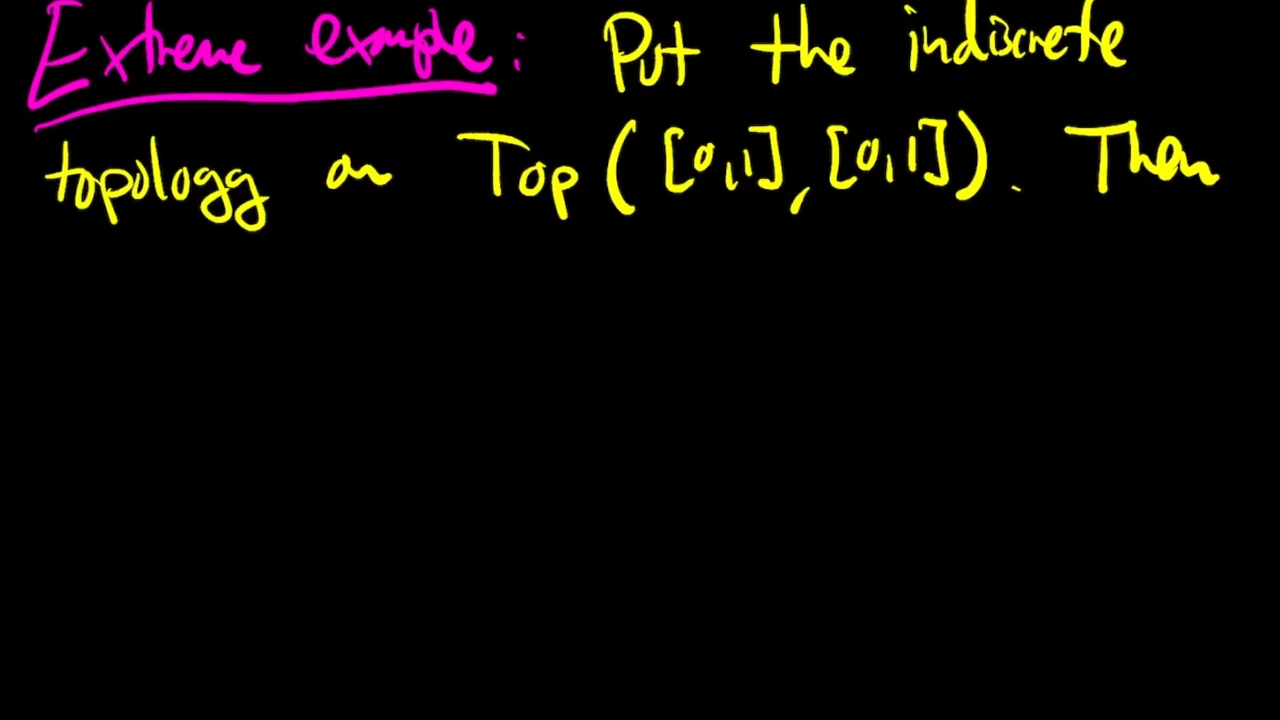 Extreme example: Put the indiscrete
topology on Top([0,1], [0,1]). Then